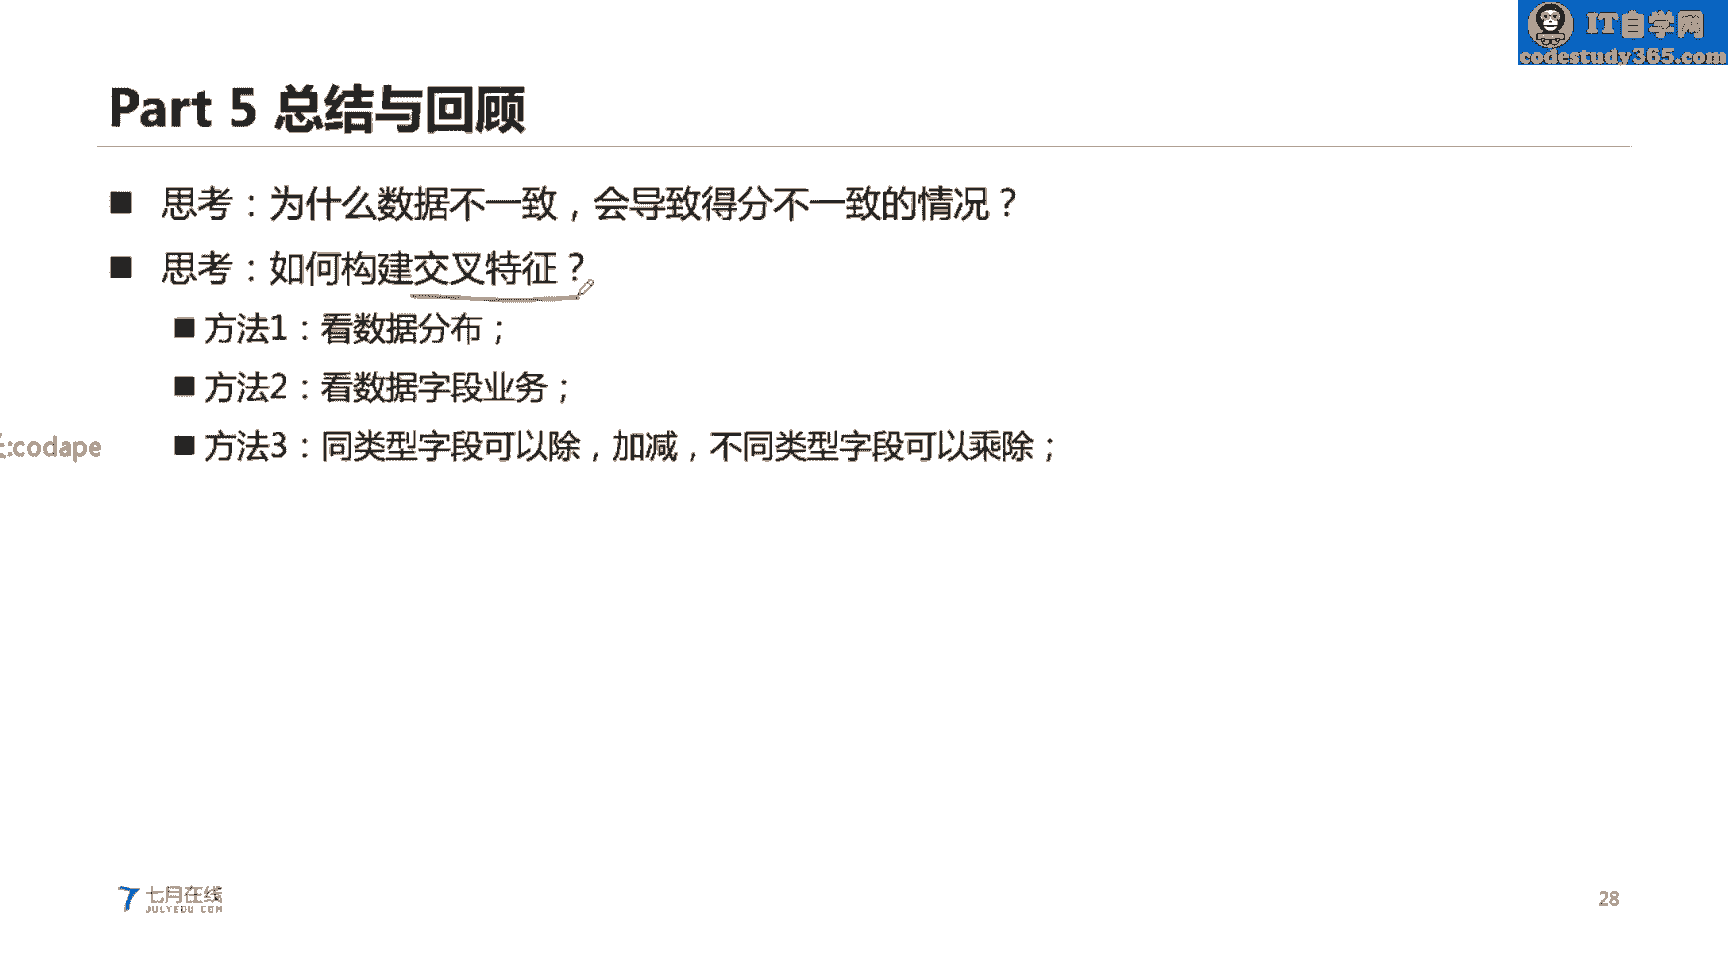 IT自学网
codestudy365.com
Part 5 总结与回顾
■ 思考：为什么数据不一致，会导致得分不一致的情况？
■ 思考：如何构建交叉特征？
■ 方法1：看数据分布；
■ 方法2：看数据字段业务；
:codape
■ 方法3：同类型字段可以除，加减，不同类型字段可以乘除；
七月在线
JULYEDU.COM
28